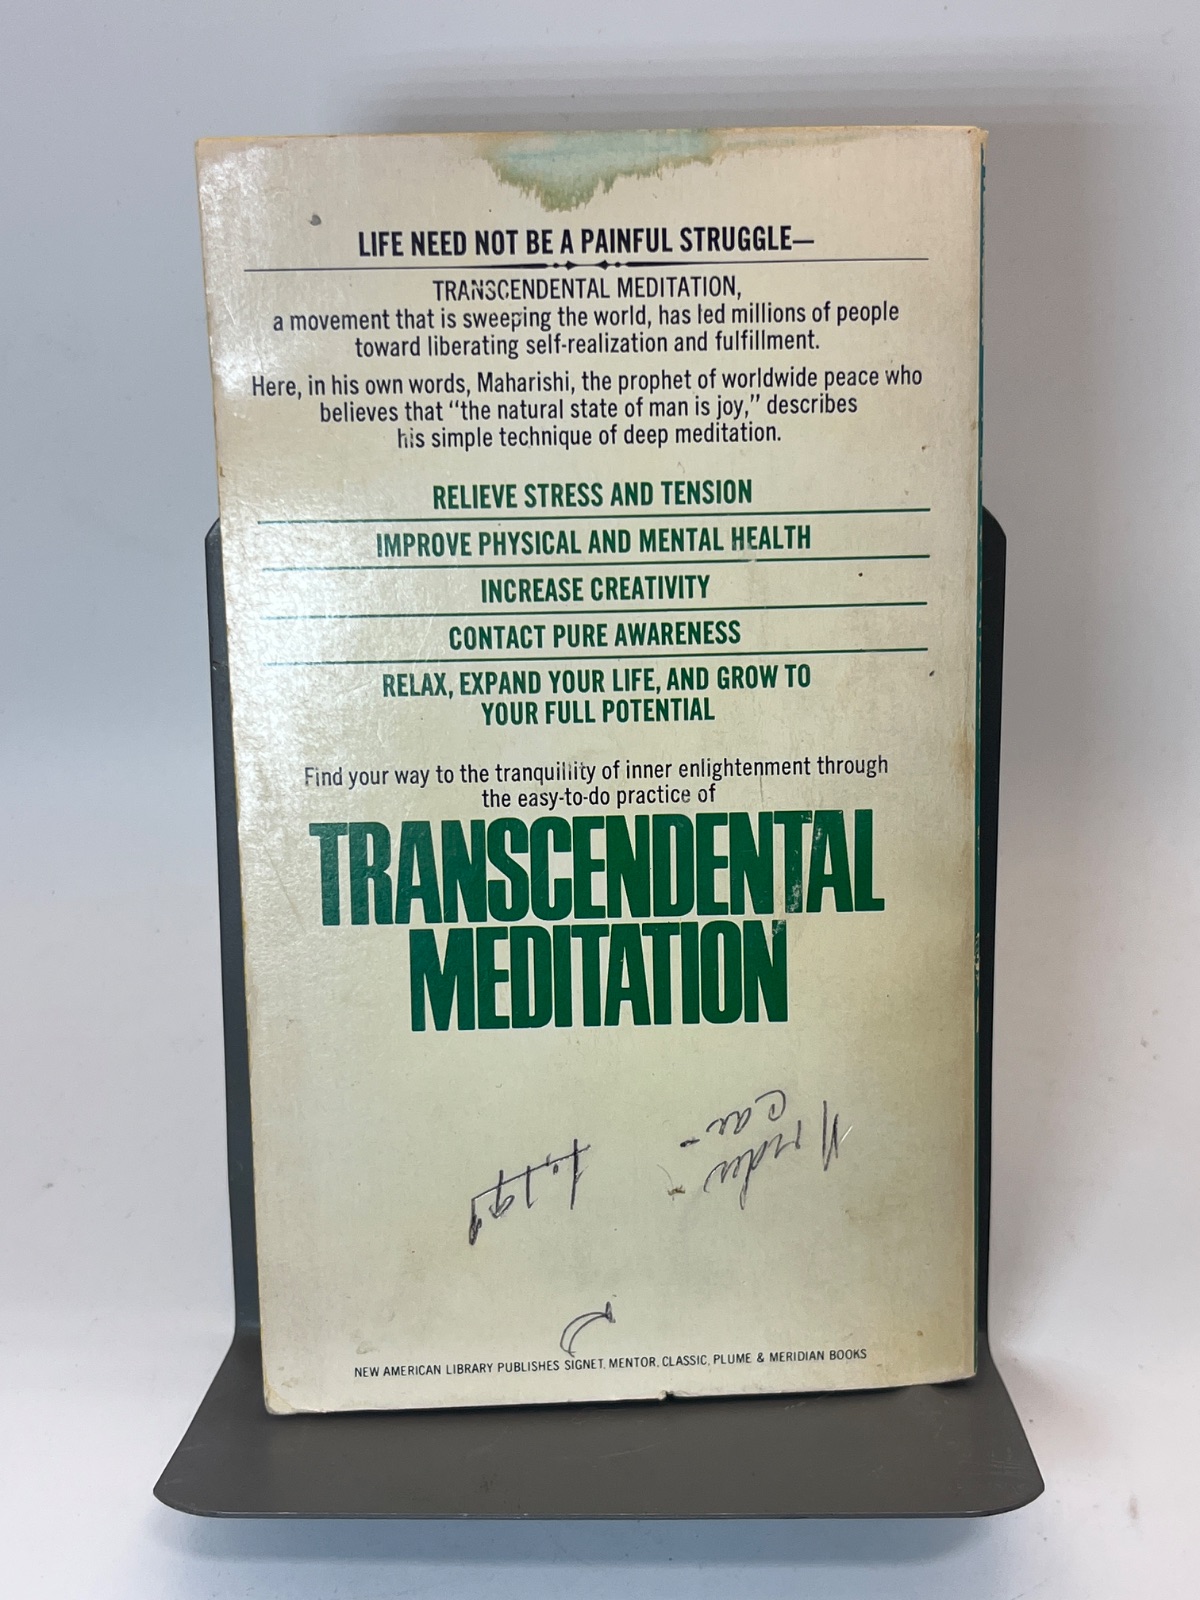 LIFE NEED NOT BE A PAINFUL STRUGGLE—
TRANSCENDENTAL MEDITATION,
a movement that is sweeping the world, has led millions of people
toward liberating self-realization and fulfillment.
Here, in his own words, Maharishi, the prophet of worldwide peace who
believes that “the natural state of man is joy,” describes
his simple technique of deep meditation.
RELIEVE STRESS AND TENSION
IMPROVE PHYSICAL AND MENTAL HEALTH
INCREASE CREATIVITY
CONTACT PURE AWARENESS
RELAX, EXPAND YOUR LIFE, AND GROW TO
YOUR FULL POTENTIAL
Find your way to the tranquility of inner enlightenment through
the easy-to-do practice of
TRANSCENDENTAL
MEDITATION
NEW AMERICAN LIBRARY PUBLISHES SIGNET, MENTOR, CLASSIC, PLUME & MERIDIAN BOOKS